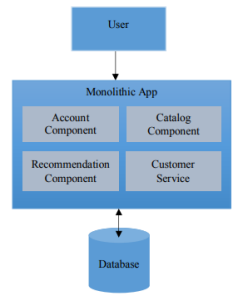 User
Monolithic App
Account
Component
Catalog
Component
Recommendation
Component
Customer
Service
Database